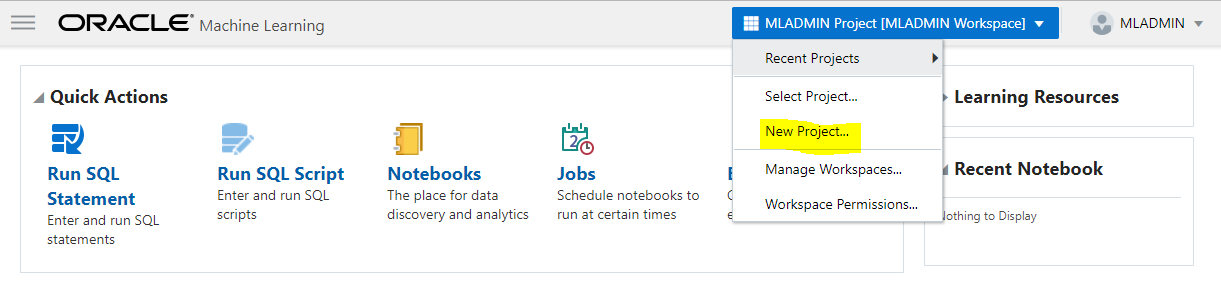 ORACLE Machine Learning
MLADMIN Project [MLADMIN Workspace]
MLADMIN
Recent Projects
Select Project...
New Project...
Manage Workspaces...
Workspace Permissions...
Quick Actions
Run SQL
Statement
Enter and run SQL
statements
Run SQL Script
Enter and run SQL
scripts
Notebooks
The place for data
discovery and analytics
Jobs
2
Schedule notebooks to
run at certain times
Learning Resources
Recent Notebook
Nothing to Display